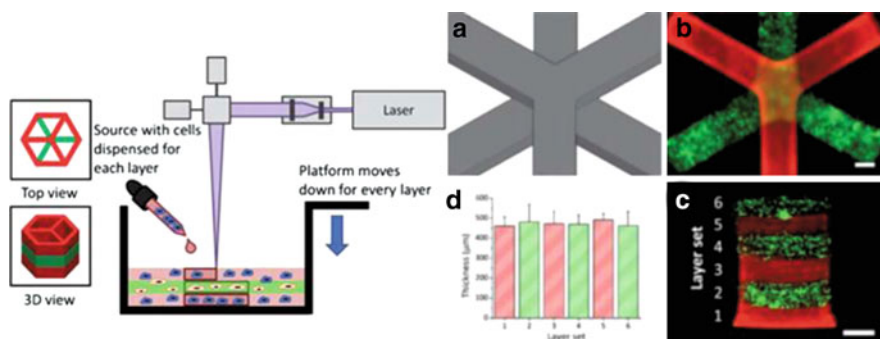 Top view
3D view
Source with cells
dispensed for
each layer
Laser
Platform moves
down for every
layer
a
b
d
Thickness (µm)
600
500
400
300
200
100
0
1 2 3 4 5 6
Layer set
c
Layer set
6
5
4
3
2
1